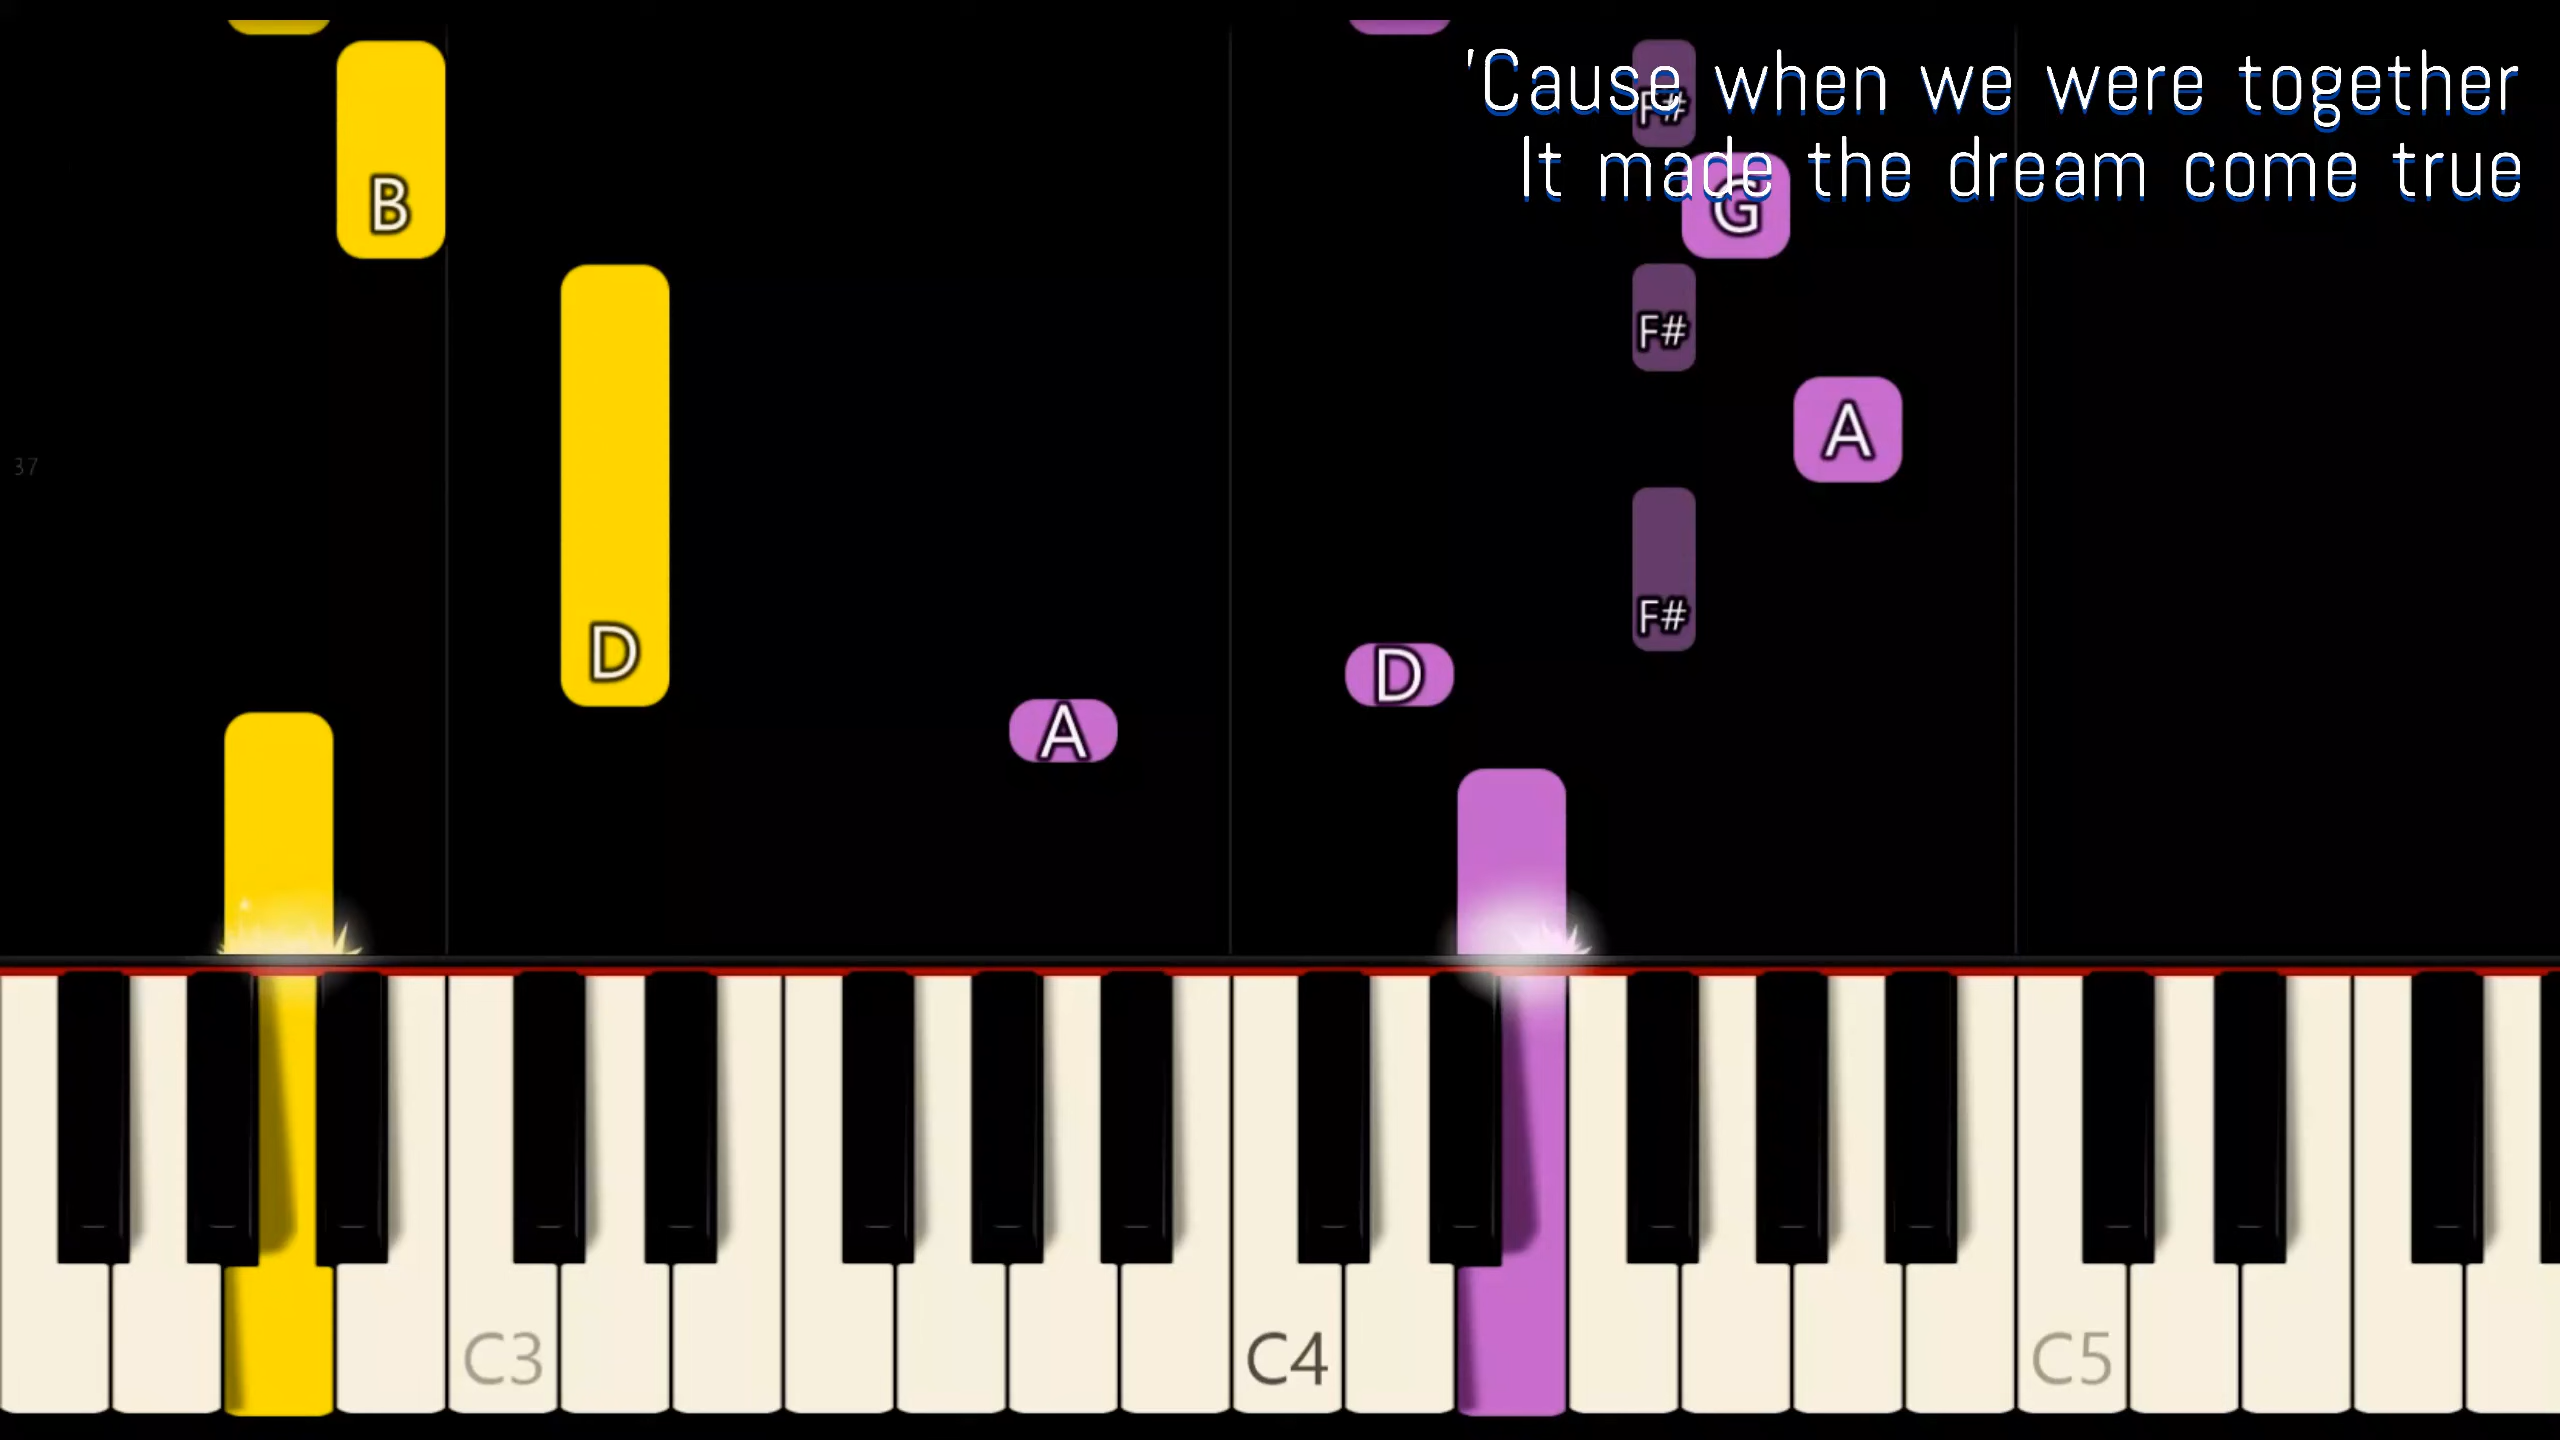 'Cause when we were together
It made the dream come true
F#
B
G
F#
A
37
F#
D
D
A
C3
C4
C5